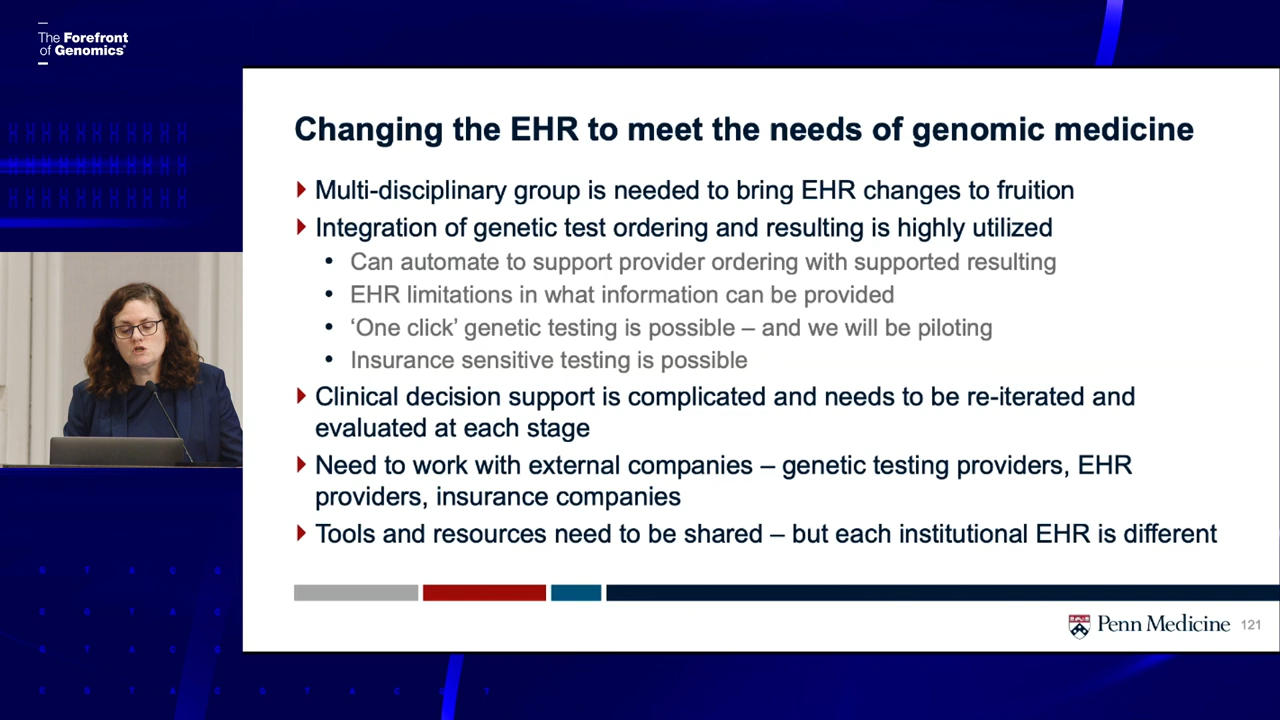 The Forefront
of Genomics®
Changing the EHR to meet the needs of genomic medicine
Multi-disciplinary group is needed to bring EHR changes to fruition
Integration of genetic test ordering and resulting is highly utilized
• Can automate to support provider ordering with supported resulting
• EHR limitations in what information can be provided
• ‘One click’ genetic testing is possible – and we will be piloting
• Insurance sensitive testing is possible
Clinical decision support is complicated and needs to be re-iterated and
evaluated at each stage
Need to work with external companies – genetic testing providers, EHR
providers, insurance companies
Tools and resources need to be shared – but each institutional EHR is different
Penn Medicine 121